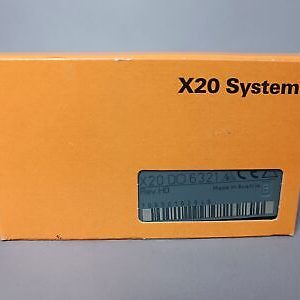 X20 System
X20 DO 6321
Rev.H0
Made in Austria